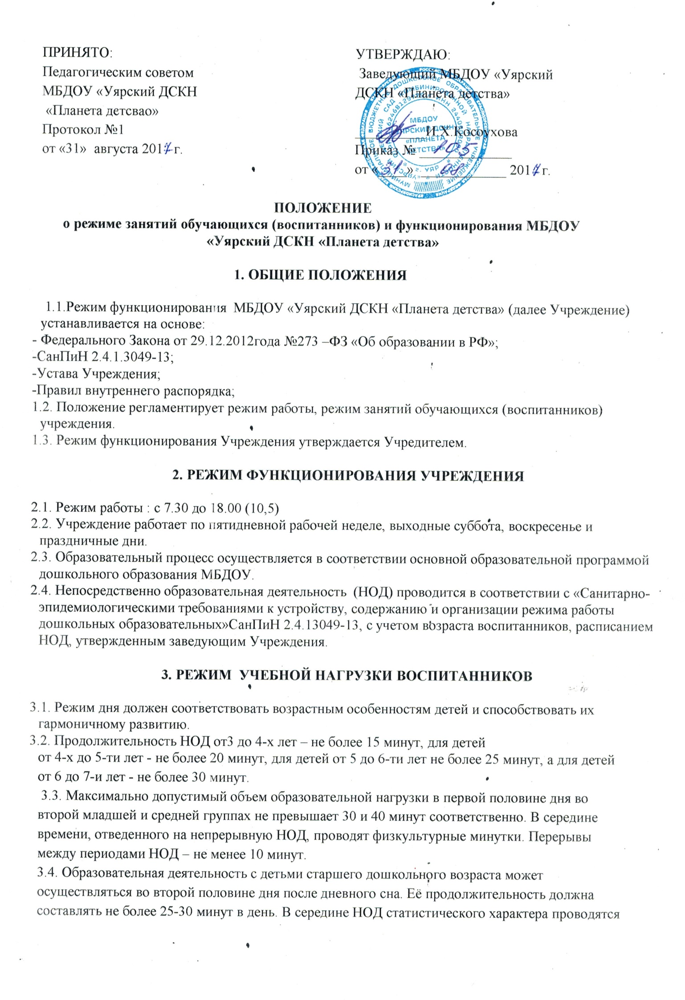 ПРИНЯТО:
Педагогическим советом
МБДОУ «Уярский ДСКН
«Планета детсвао»
Протокол №1
от «31» августа 2017 г.
УТВЕРЖДАЮ:
Заведующий МБДОУ «Уярский
ДСКН «Планета детства»
И.Х.Косоухова
Приказ № 105
от «31» 08 2017 г.
МБДОУ
«УЯРСКИЙ ДСКН
«ПЛАНЕТА
ДЕТСТВА»
г. УЯР
ПОЛОЖЕНИЕ
о режиме занятий обучающихся (воспитанников) и функционирования МБДОУ
«Уярский ДСКН «Планета детства»
1. ОБЩИЕ ПОЛОЖЕНИЯ
1.1.Режим функционирования МБДОУ «Уярский ДСКН «Планета детства» (далее Учреждение)
устанавливается на основе:
- Федерального Закона от 29.12.2012года №273 –ФЗ «Об образовании в РФ»;
-СанПиН 2.4.1.3049-13;
-Устава Учреждения;
-Правил внутреннего распорядка;
1.2. Положение регламентирует режим работы, режим занятий обучающихся (воспитанников)
учреждения.
1.3. Режим функционирования Учреждения утверждается Учредителем.
2. РЕЖИМ ФУНКЦИОНИРОВАНИЯ УЧРЕЖДЕНИЯ
2.1. Режим работы : с 7.30 до 18.00 (10,5)
2.2. Учреждение работает по пятидневной рабочей неделе, выходные суббота, воскресенье и
праздничные дни.
2.3. Образовательный процесс осуществляется в соответствии основной образовательной программой
дошкольного образования МБДОУ.
2.4. Непосредственно образовательная деятельность (НОД) проводится в соответствии с «Санитарно-
эпидемиологическими требованиями к устройству, содержанию и организации режима работы
дошкольных образовательных»СанПиН 2.4.13049-13, с учетом возраста воспитанников, расписанием
НОД, утвержденным заведующим Учреждения.
3. РЕЖИМ УЧЕБНОЙ НАГРУЗКИ ВОСПИТАННИКОВ
3.1. Режим дня должен соответствовать возрастным особенностям детей и способствовать их
гармоничному развитию.
3.2. Продолжительность НОД от3 до 4-х лет – не более 15 минут, для детей
от 4-х до 5-ти лет - не более 20 минут, для детей от 5 до 6-ти лет не более 25 минут, а для детей
от 6 до 7-и лет - не более 30 минут.
3.3. Максимально допустимый объем образовательной нагрузки в первой половине дня во
второй младшей и средней группах не превышает 30 и 40 минут соответственно. В середине
времени, отведенного на непрерывную НОД, проводят физкультурные минутки. Перерывы
между периодами НОД – не менее 10 минут.
3.4. Образовательная деятельность с детьми старшего дошкольного возраста может
осуществляться во второй половине дня после дневного сна. Её продолжительность должна
составлять не более 25-30 минут в день. В середине НОД статистического характера проводятся